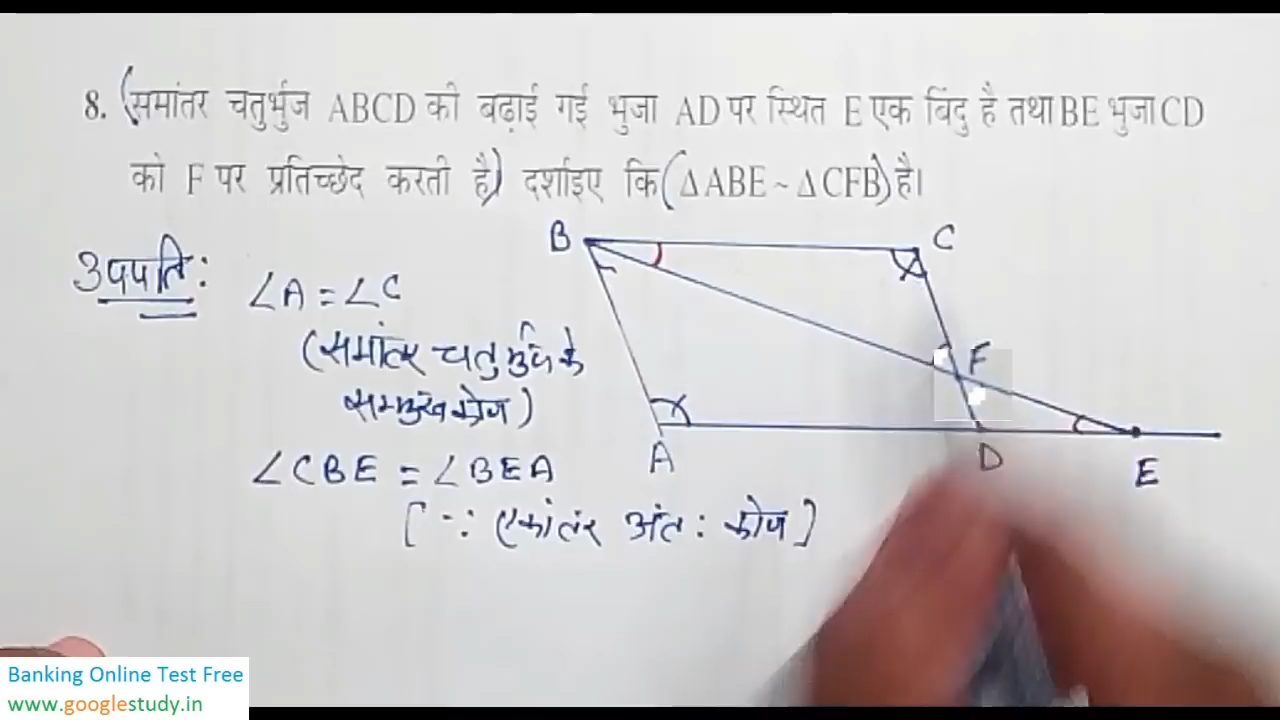 8. (समांतर चतुर्भुज ABCD की बढ़ाई गई भुजा AD पर स्थित E एक बिंदु है तथा BE भुजा CD
को F पर प्रतिच्छेद करती है) दर्शाइए कि (ΔABE ~ ΔCFB) है।
उपपति:
∠A = ∠C
(समांतर चतुर्भुज के
सम्मुख कोण)
∠CBE = ∠BEA
[∵ एकांतर अंत: कोण]
B
C
F
A
D
E
Banking Online Test Free
www.googlestudy.in